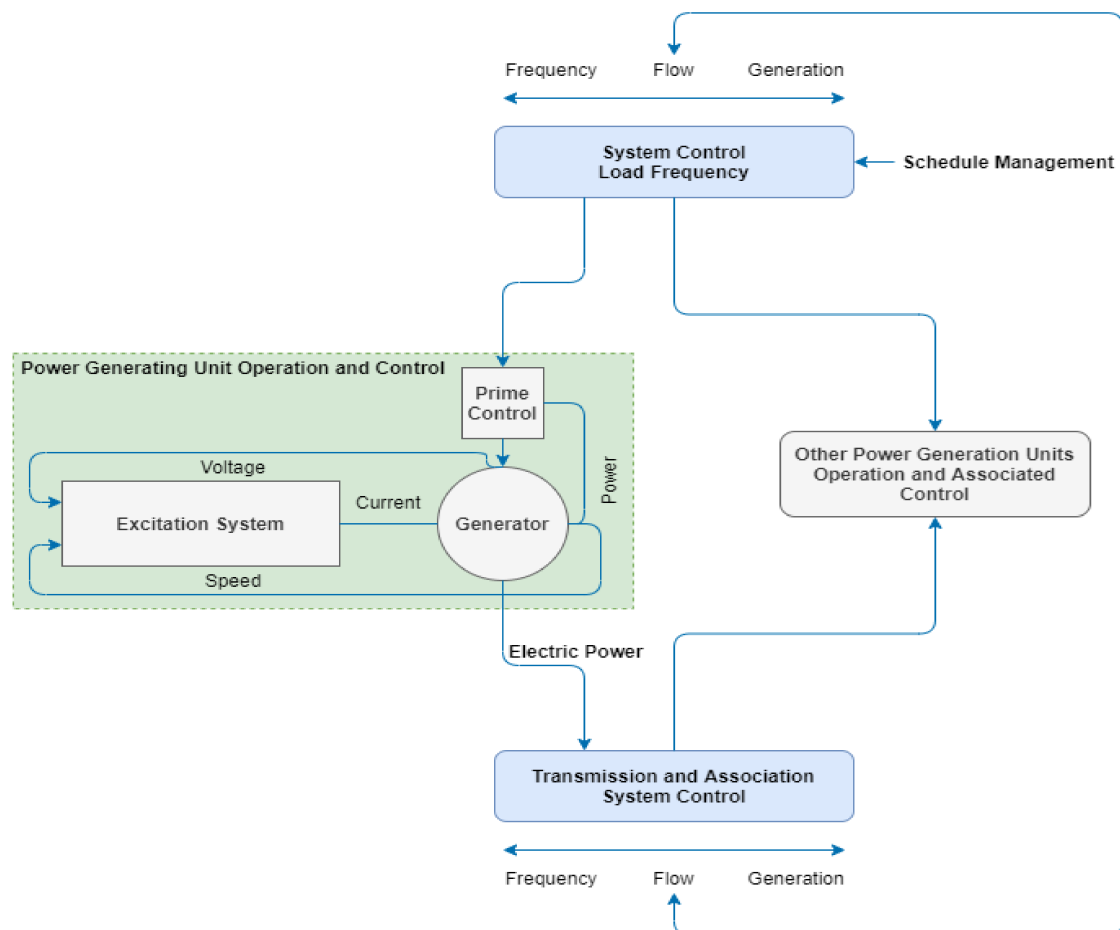 Frequency Flow Generation
System Control
Load Frequency
Schedule Management
Power Generating Unit Operation and Control
Prime
Control
Voltage
Power
Excitation System
Current
Generator
Speed
Other Power Generation Units
Operation and Associated
Control
Electric Power
Transmission and Association
System Control
Frequency Flow Generation